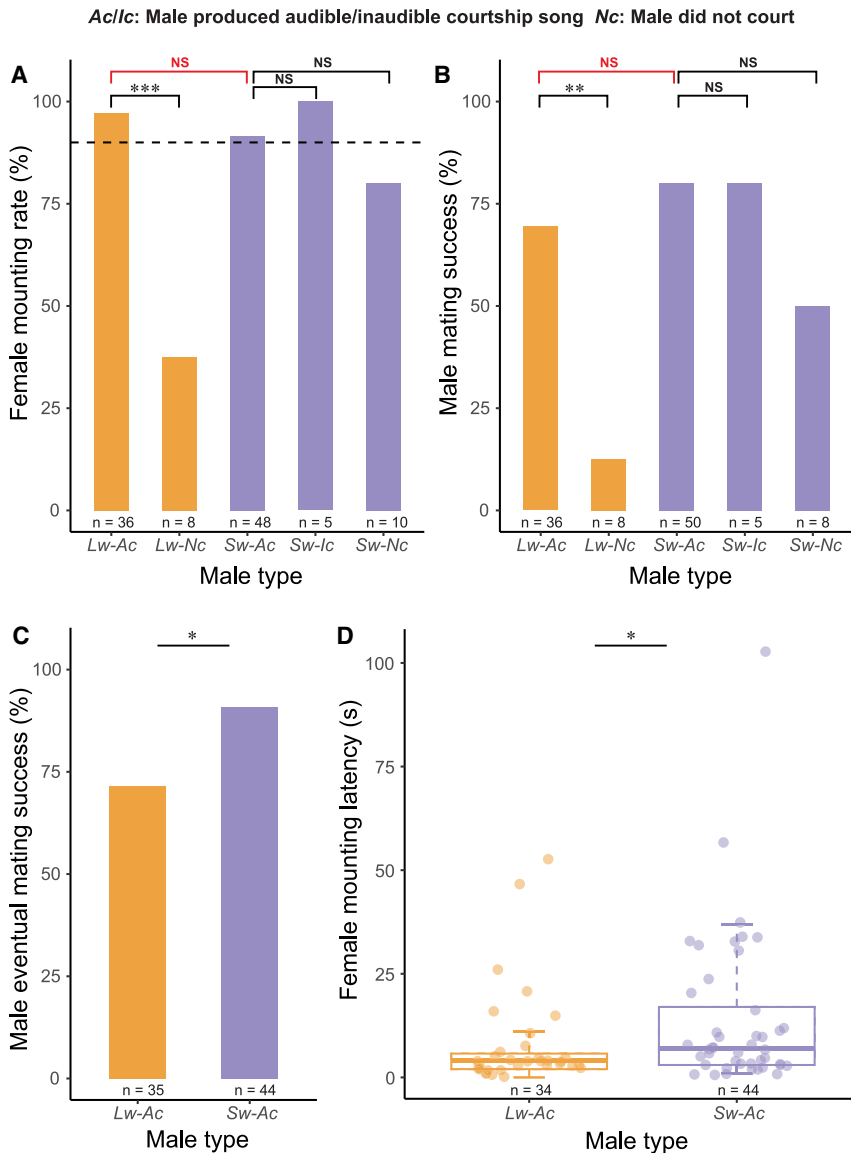 Ac/Ic: Male produced audible/inaudible courtship song Nc: Male did not court
A
NS
NS
***
NS
Female mounting rate (%)
100
75
50
25
0
n = 36 n = 8 n = 48 n = 5 n = 10
Lw-Ac Lw-Nc Sw-Ac Sw-Ic Sw-Nc
Male type
B
NS
NS
**
NS
Male mating success (%)
100
75
50
25
0
n = 36 n = 8 n = 50 n = 5 n = 8
Lw-Ac Lw-Nc Sw-Ac Sw-Ic Sw-Nc
Male type
C
*
Male eventual mating success (%)
100
75
50
25
0
n = 35 n = 44
Lw-Ac Sw-Ac
Male type
D
*
Female mounting latency (s)
100
75
50
25
0
n = 34 n = 44
Lw-Ac Sw-Ac
Male type